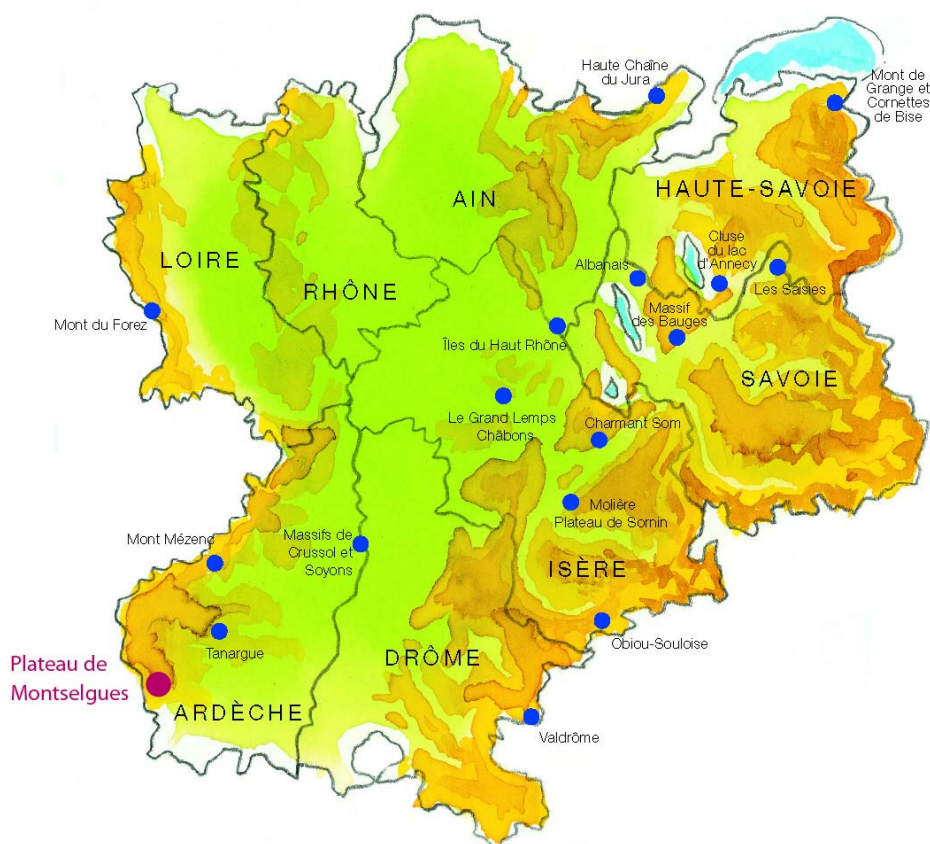 Haute Chaîne
du Jura
Mont de
Grange et
Cornettes
de Bise
HAUTE-SAVOIE
AIN
LOIRE
RHÔNE
Cluse
du lac
d'Annecy
Albanais
Les Saisies
Massif
des Bauges
Mont du Forez
Îles du Haut Rhône
SAVOIE
Le Grand Lemps
Châbons
Charmant Som
Molière
Plateau de Sornin
Mont Mézenc
Massifs de
Crussol et
Soyons
ISÈRE
Tanargue
DRÔME
Obiou-Souloise
Plateau de
Montselgues
ARDÈCHE
Valdrôme